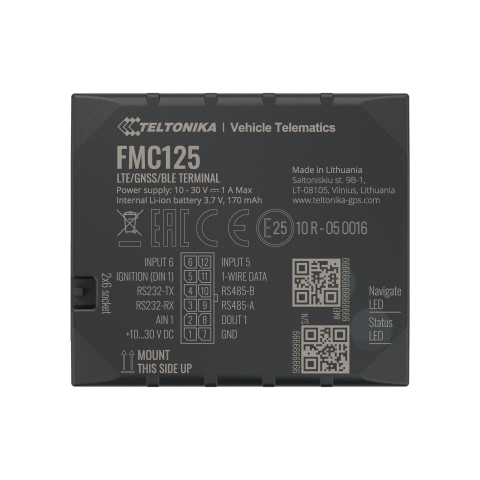 TELTONIKA | Vehicle Telematics
FMC125
LTE/GNSS/BLE TERMINAL
Power supply: 10 - 30 V ⎓ 1 A Max
Internal Li-ion battery 3.7 V, 170 mAh
Made in Lithuania
Saltoniskiu st. 9B-1,
LT-08105, Vilnius, Lithuania
www.teltonika-gps.com
EAC CE E25 10 R - 05 0016
INPUT 6 6 12 INPUT 5
IGNITION (DIN 1) 5 11 1-WIRE DATA
RS232-TX 4 10 RS485-B
RS232-RX 3 9 RS485-A
AIN 1 2 8 DOUT 1
+10...30 V DC 1 7 GND
2x6 socket
IMEI
S/N
Navigate
LED
Status
LED
MOUNT
THIS SIDE UP